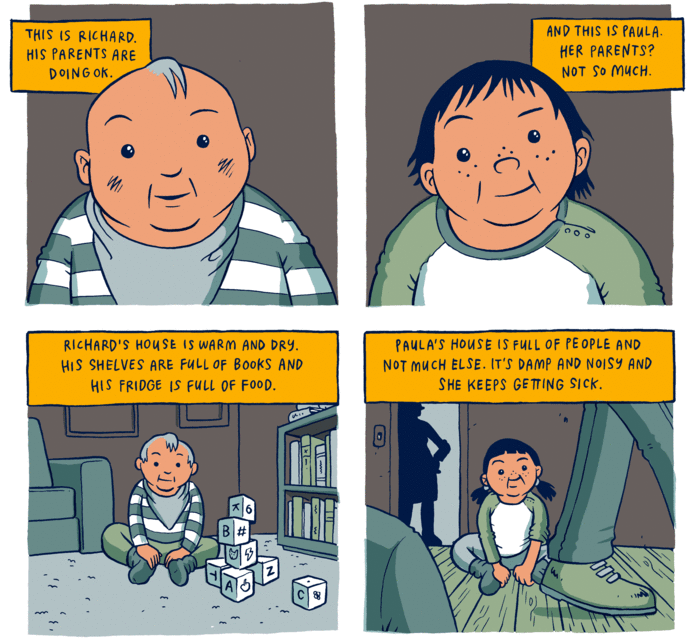 THIS IS RICHARD.
HIS PARENTS ARE
DOING OK.
AND THIS IS PAULA.
HER PARENTS?
NOT SO MUCH.
RICHARD'S HOUSE IS WARM AND DRY.
HIS SHELVES ARE FULL OF BOOKS AND
HIS FRIDGE IS FULL OF FOOD.
PAULA'S HOUSE IS FULL OF PEOPLE AND
NOT MUCH ELSE. IT'S DAMP AND NOISY AND
SHE KEEPS GETTING SICK.
6
B #
A Z
C 8